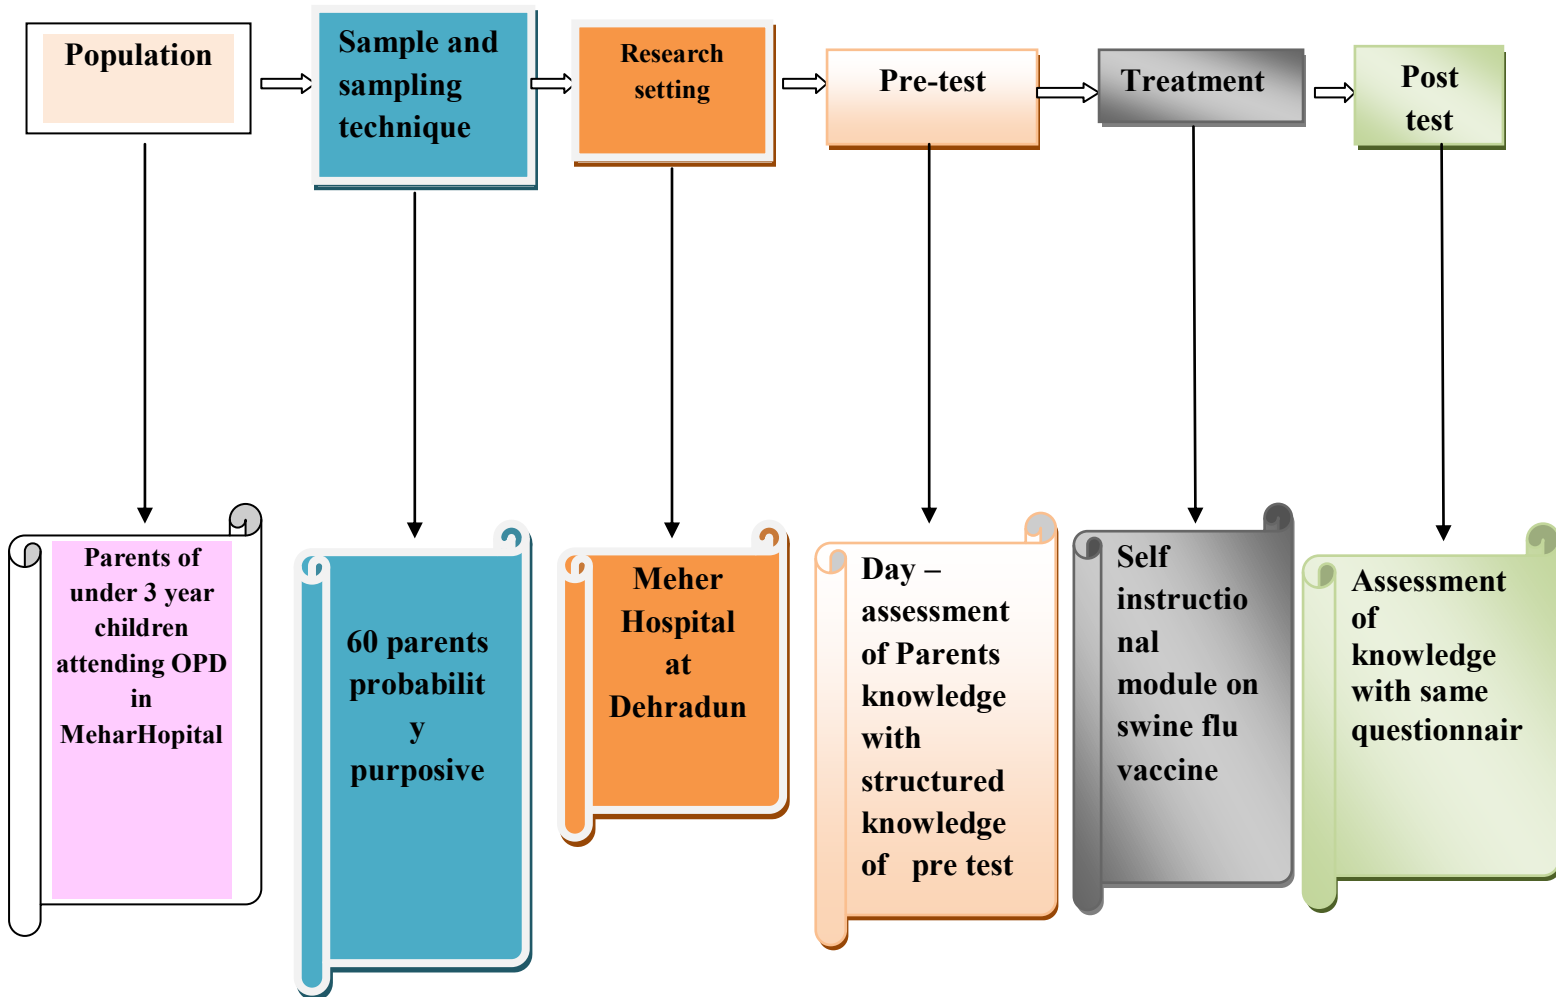 Population
Sample and
sampling
technique
Research
setting
Pre-test
Treatment
Post
test
Parents of
under 3 year
children
attending OPD
in
MeharHopital
60 parents
probabilit
y
purposive
Meher
Hospital
at
Dehradun
Day –
assessment
of Parents
knowledge
with
structured
knowledge
of pre test
Self
instructio
nal
module on
swine flu
vaccine
Assessment
of
knowledge
with same
questionnair